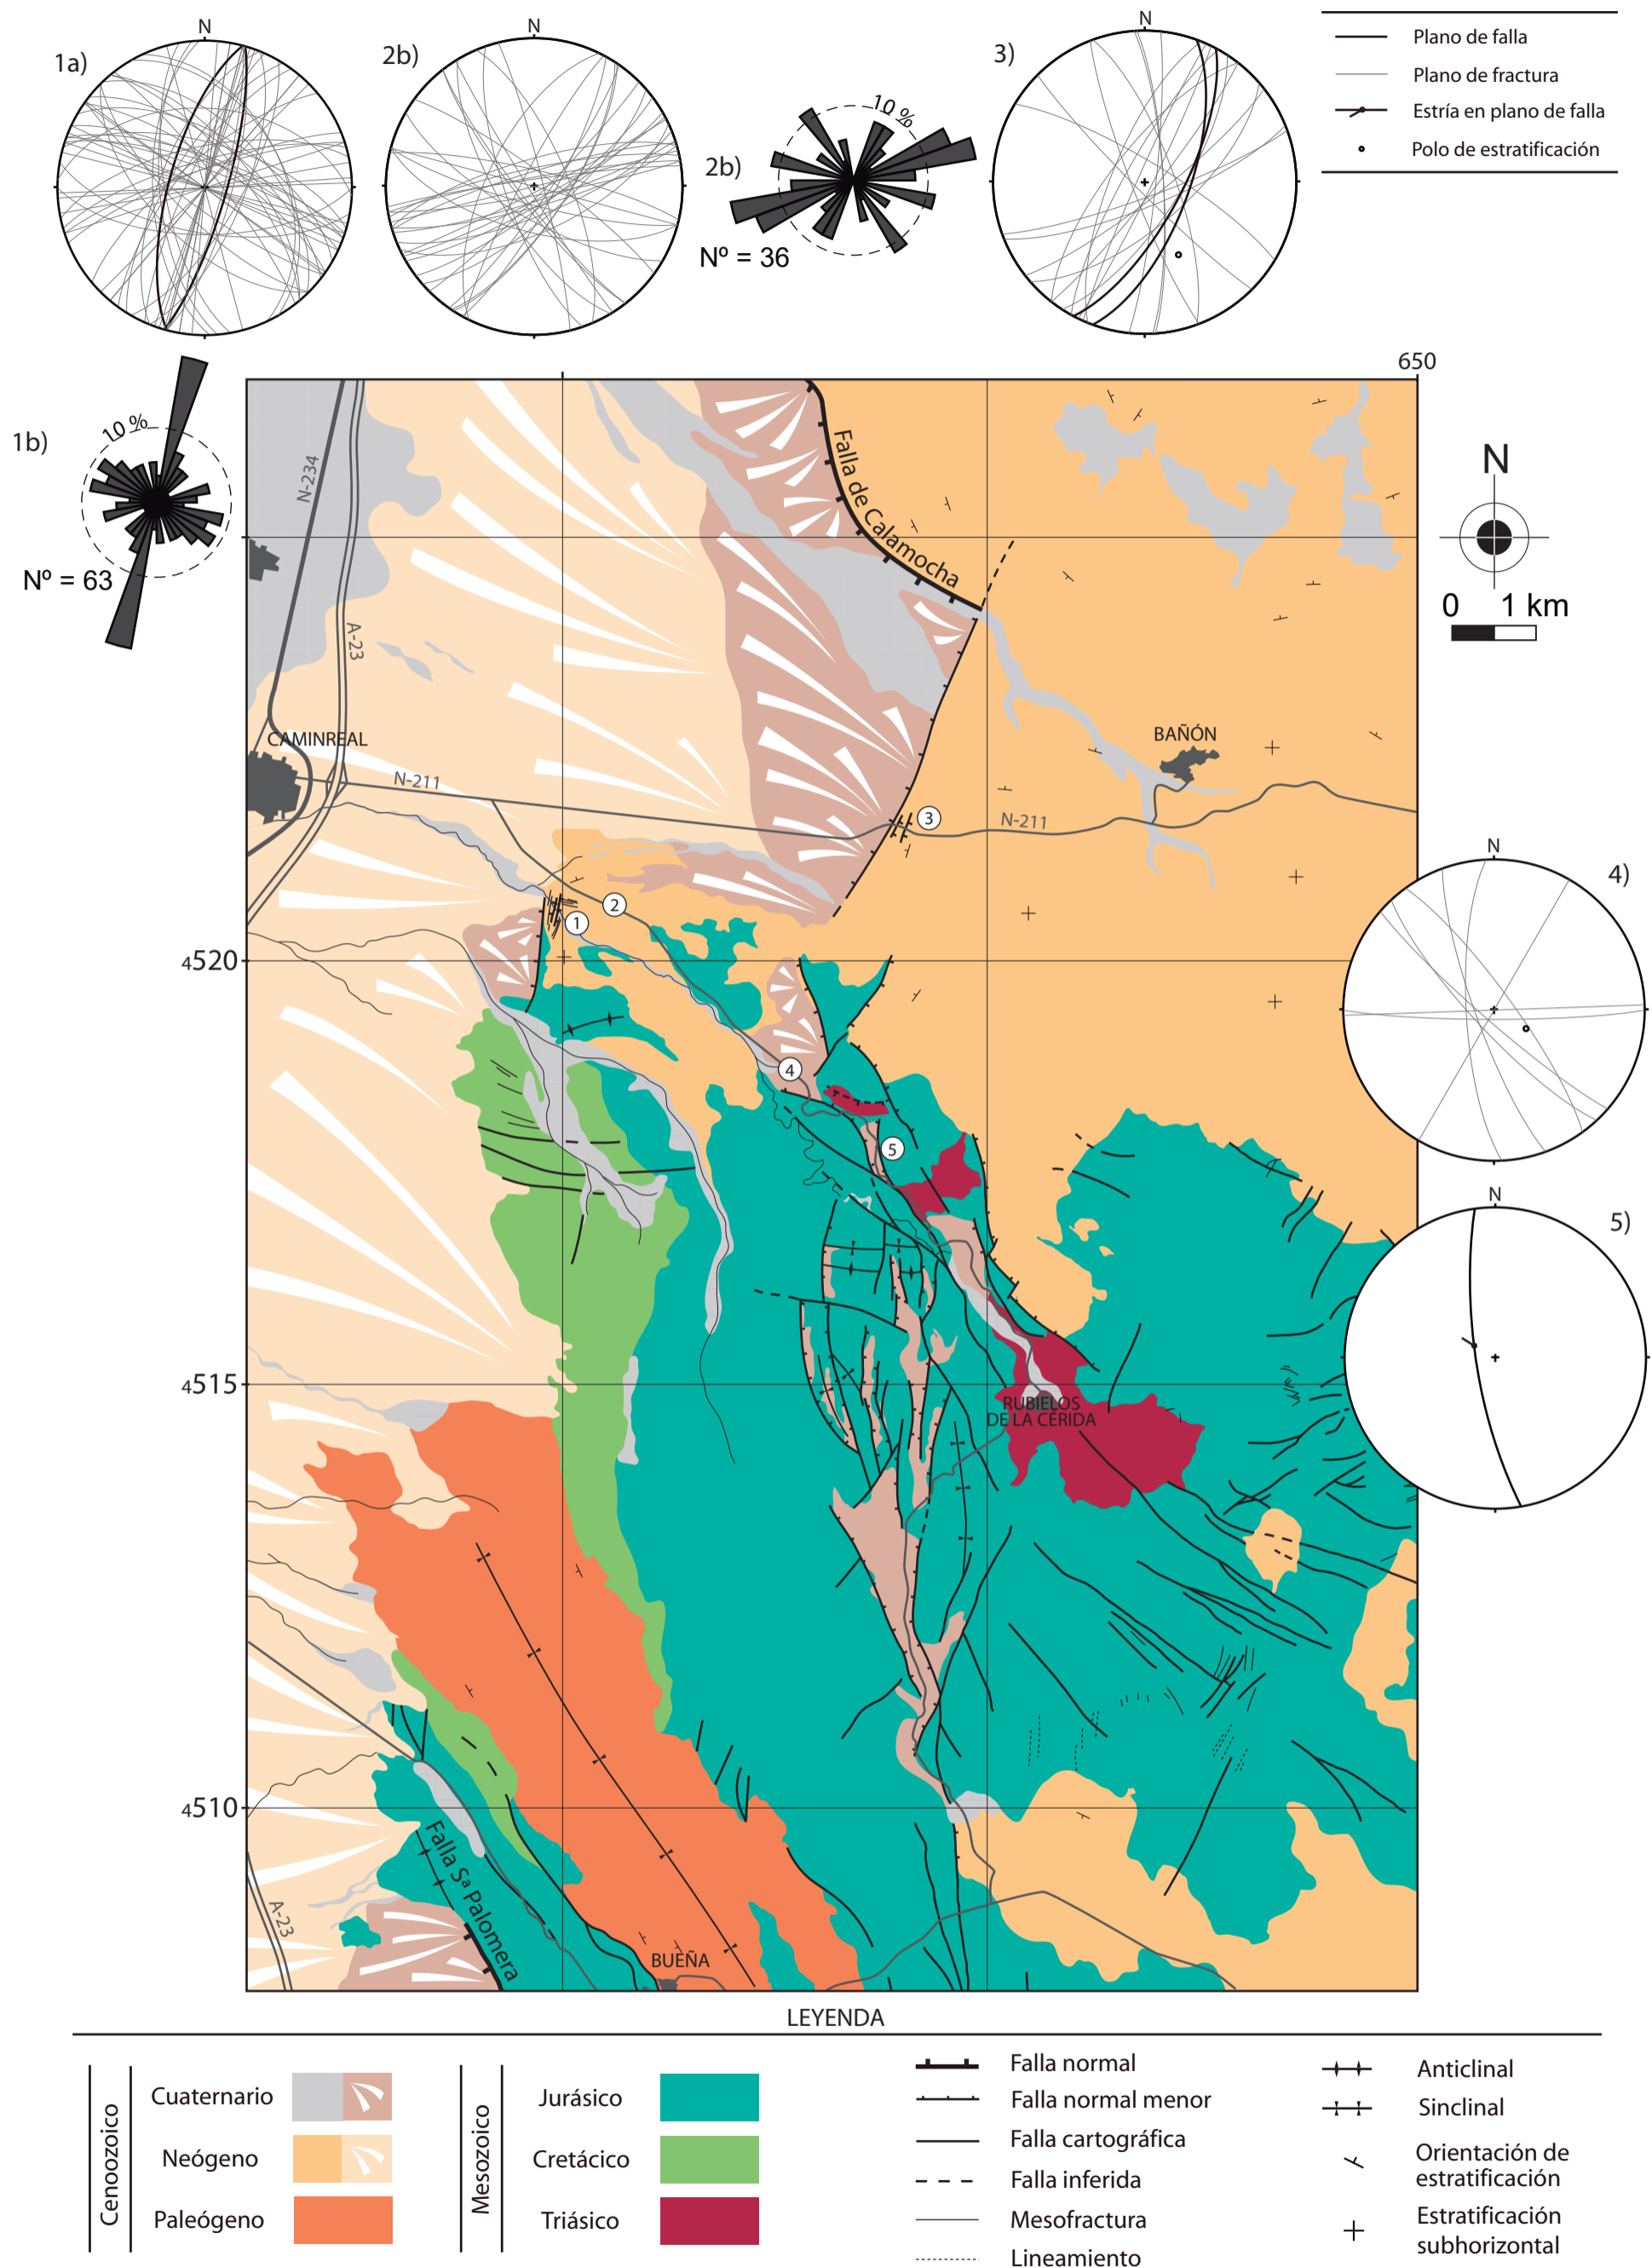 N
1a)
N
2b)
10 %
2b)
Nº = 36
N
3)
Plano de falla
Plano de fractura
Estría en plano de falla
Polo de estratificación
1b)
10 %
Nº = 63
650
N-234
A-23
Falla de Calamocha
N
0 1 km
CAMINREAL
N-211
BAÑÓN
3
N-211
2
1
4520
4
5
N
4)
N
5)
4515
RUBIELOS
DE LA CÉRIDA
4510
Falla Sª Palomera
A-23
BUEÑA
LEYENDA
Cenoozoico
Cuaternario
Neógeno
Paleógeno
Mesozoico
Jurásico
Cretácico
Triásico
Falla normal
Falla normal menor
Falla cartográfica
Falla inferida
Mesofractura
Lineamiento
Anticlinal
Sinclinal
Orientación de
estratificación
Estratificación
subhorizontal